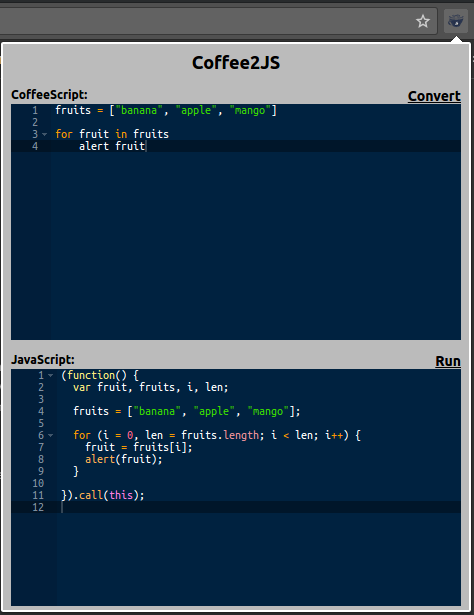 Coffee2JS
CoffeeScript: Convert
1 fruits = ["banana", "apple", "mango"]
2
3 for fruit in fruits
4     alert fruit
JavaScript: Run
1 (function() {
2   var fruit, fruits, i, len;
3
4   fruits = ["banana", "apple", "mango"];
5
6   for (i = 0, len = fruits.length; i < len; i++) {
7     fruit = fruits[i];
8     alert(fruit);
9   }
10
11 }).call(this);
12